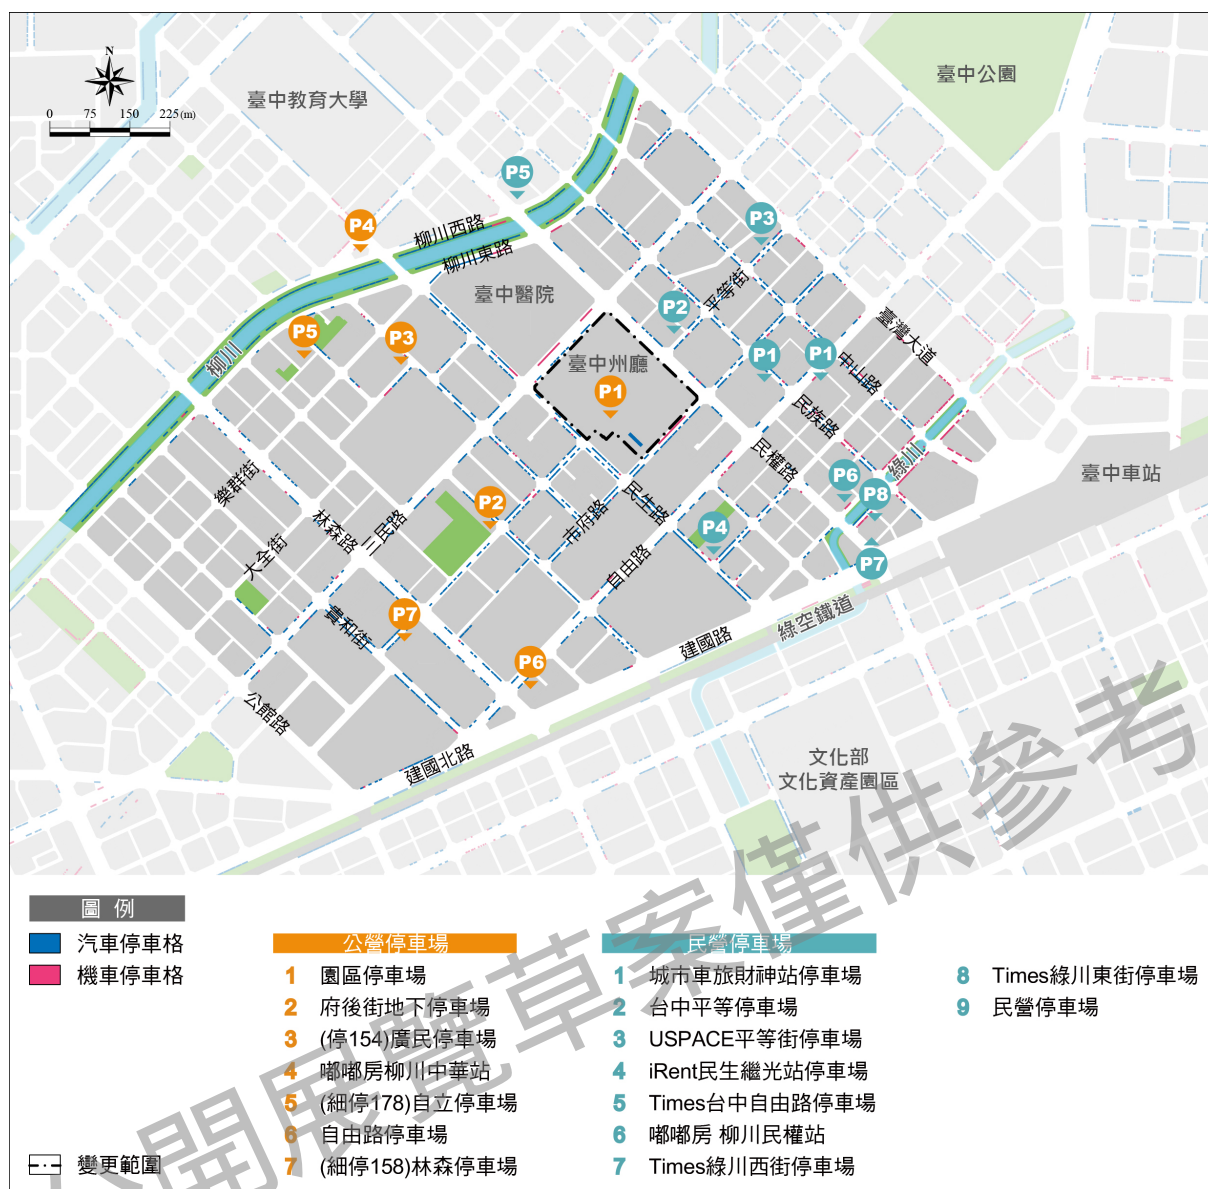 N
0 75 150 225(m)
臺中教育大學
臺中公園
P5
P4
P3
柳川西路
柳川東路
臺中醫院
平等街
P2
P5
P3
臺中州廳
P1
P1
P1
臺灣大道
中山路
柳川
民族路
民權路
綠川
樂群街
林森路
三民路
大全街
P2
市府路
民生路
自由路
P4
P6
P8
P7
臺中車站
貴和街
P7
P6
公館路
建國路
綠空鐵道
建國北路
文化部
文化資產園區
圖 例
汽車停車格
機車停車格
變更範圍
公營停車場
1 園區停車場
2 府後街地下停車場
3 (停154)廣民停車場
4 嘟嘟房柳川中華站
5 (細停178)自立停車場
6 自由路停車場
7 (細停158)林森停車場
民營停車場
1 城市車旅財神站停車場
2 台中平等停車場
3 USPACE平等街停車場
4 iRent民生繼光站停車場
5 Times台中自由路停車場
6 嘟嘟房 柳川民權站
7 Times綠川西街停車場
8 Times綠川東街停車場
9 民營停車場
公開展覽草案僅供參考